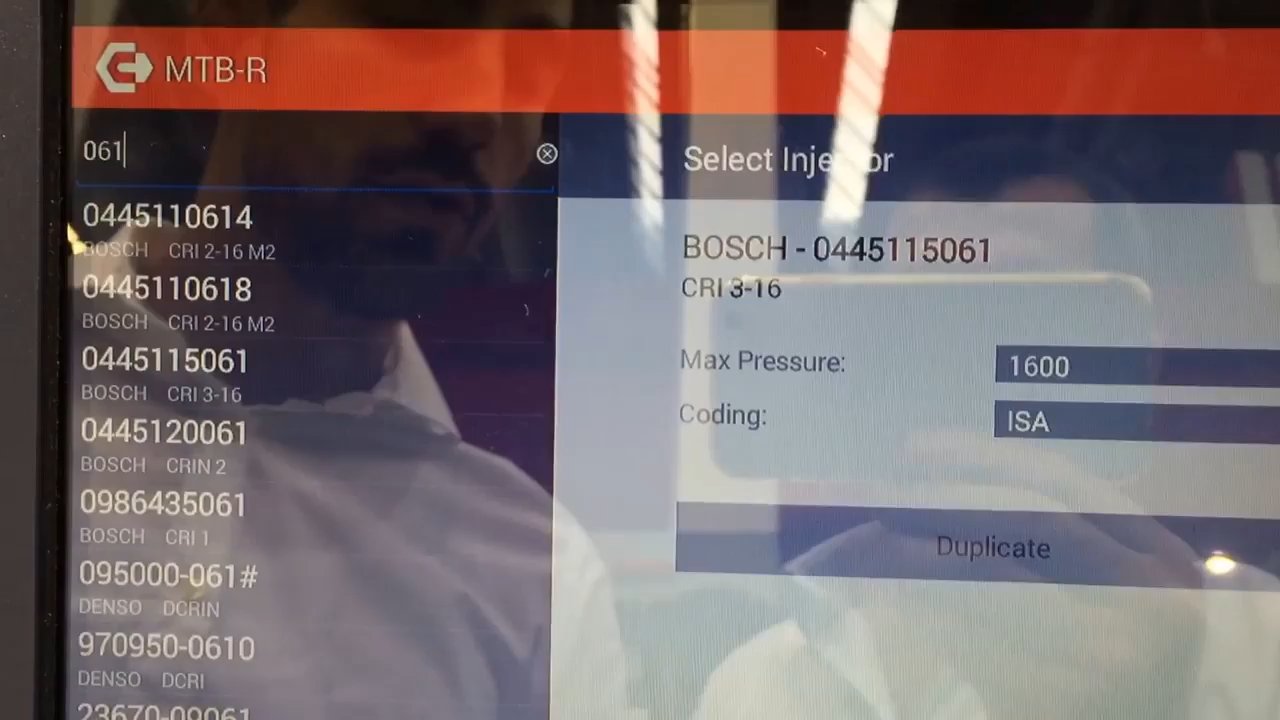 MTB-R
061
0445110614
BOSCH CRI 2-16 M2
0445110618
BOSCH CRI 2-16 M2
0445115061
BOSCH CRI 3-16
0445120061
BOSCH CRIN 2
0986435061
BOSCH CRI 1
095000-061#
DENSO DCRIN
970950-0610
DENSO DCRI
23670-09061
Select Injector
BOSCH - 0445115061
CRI 3-16
Max Pressure: 1600
Coding: ISA
Duplicate